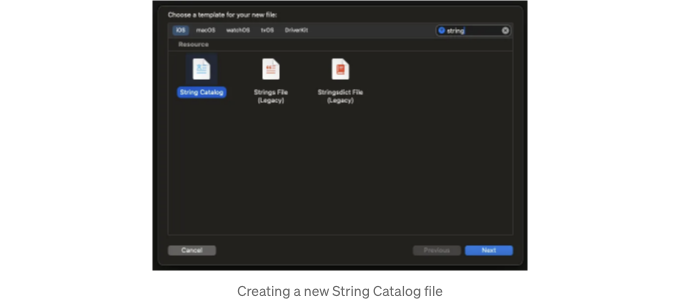 Choose a template for your new file:
iOS macOS watchOS tvOS DriverKit string
Resource
String Catalog Strings File (Legacy) Stringsdict File (Legacy)
Cancel Previous Next
Creating a new String Catalog file